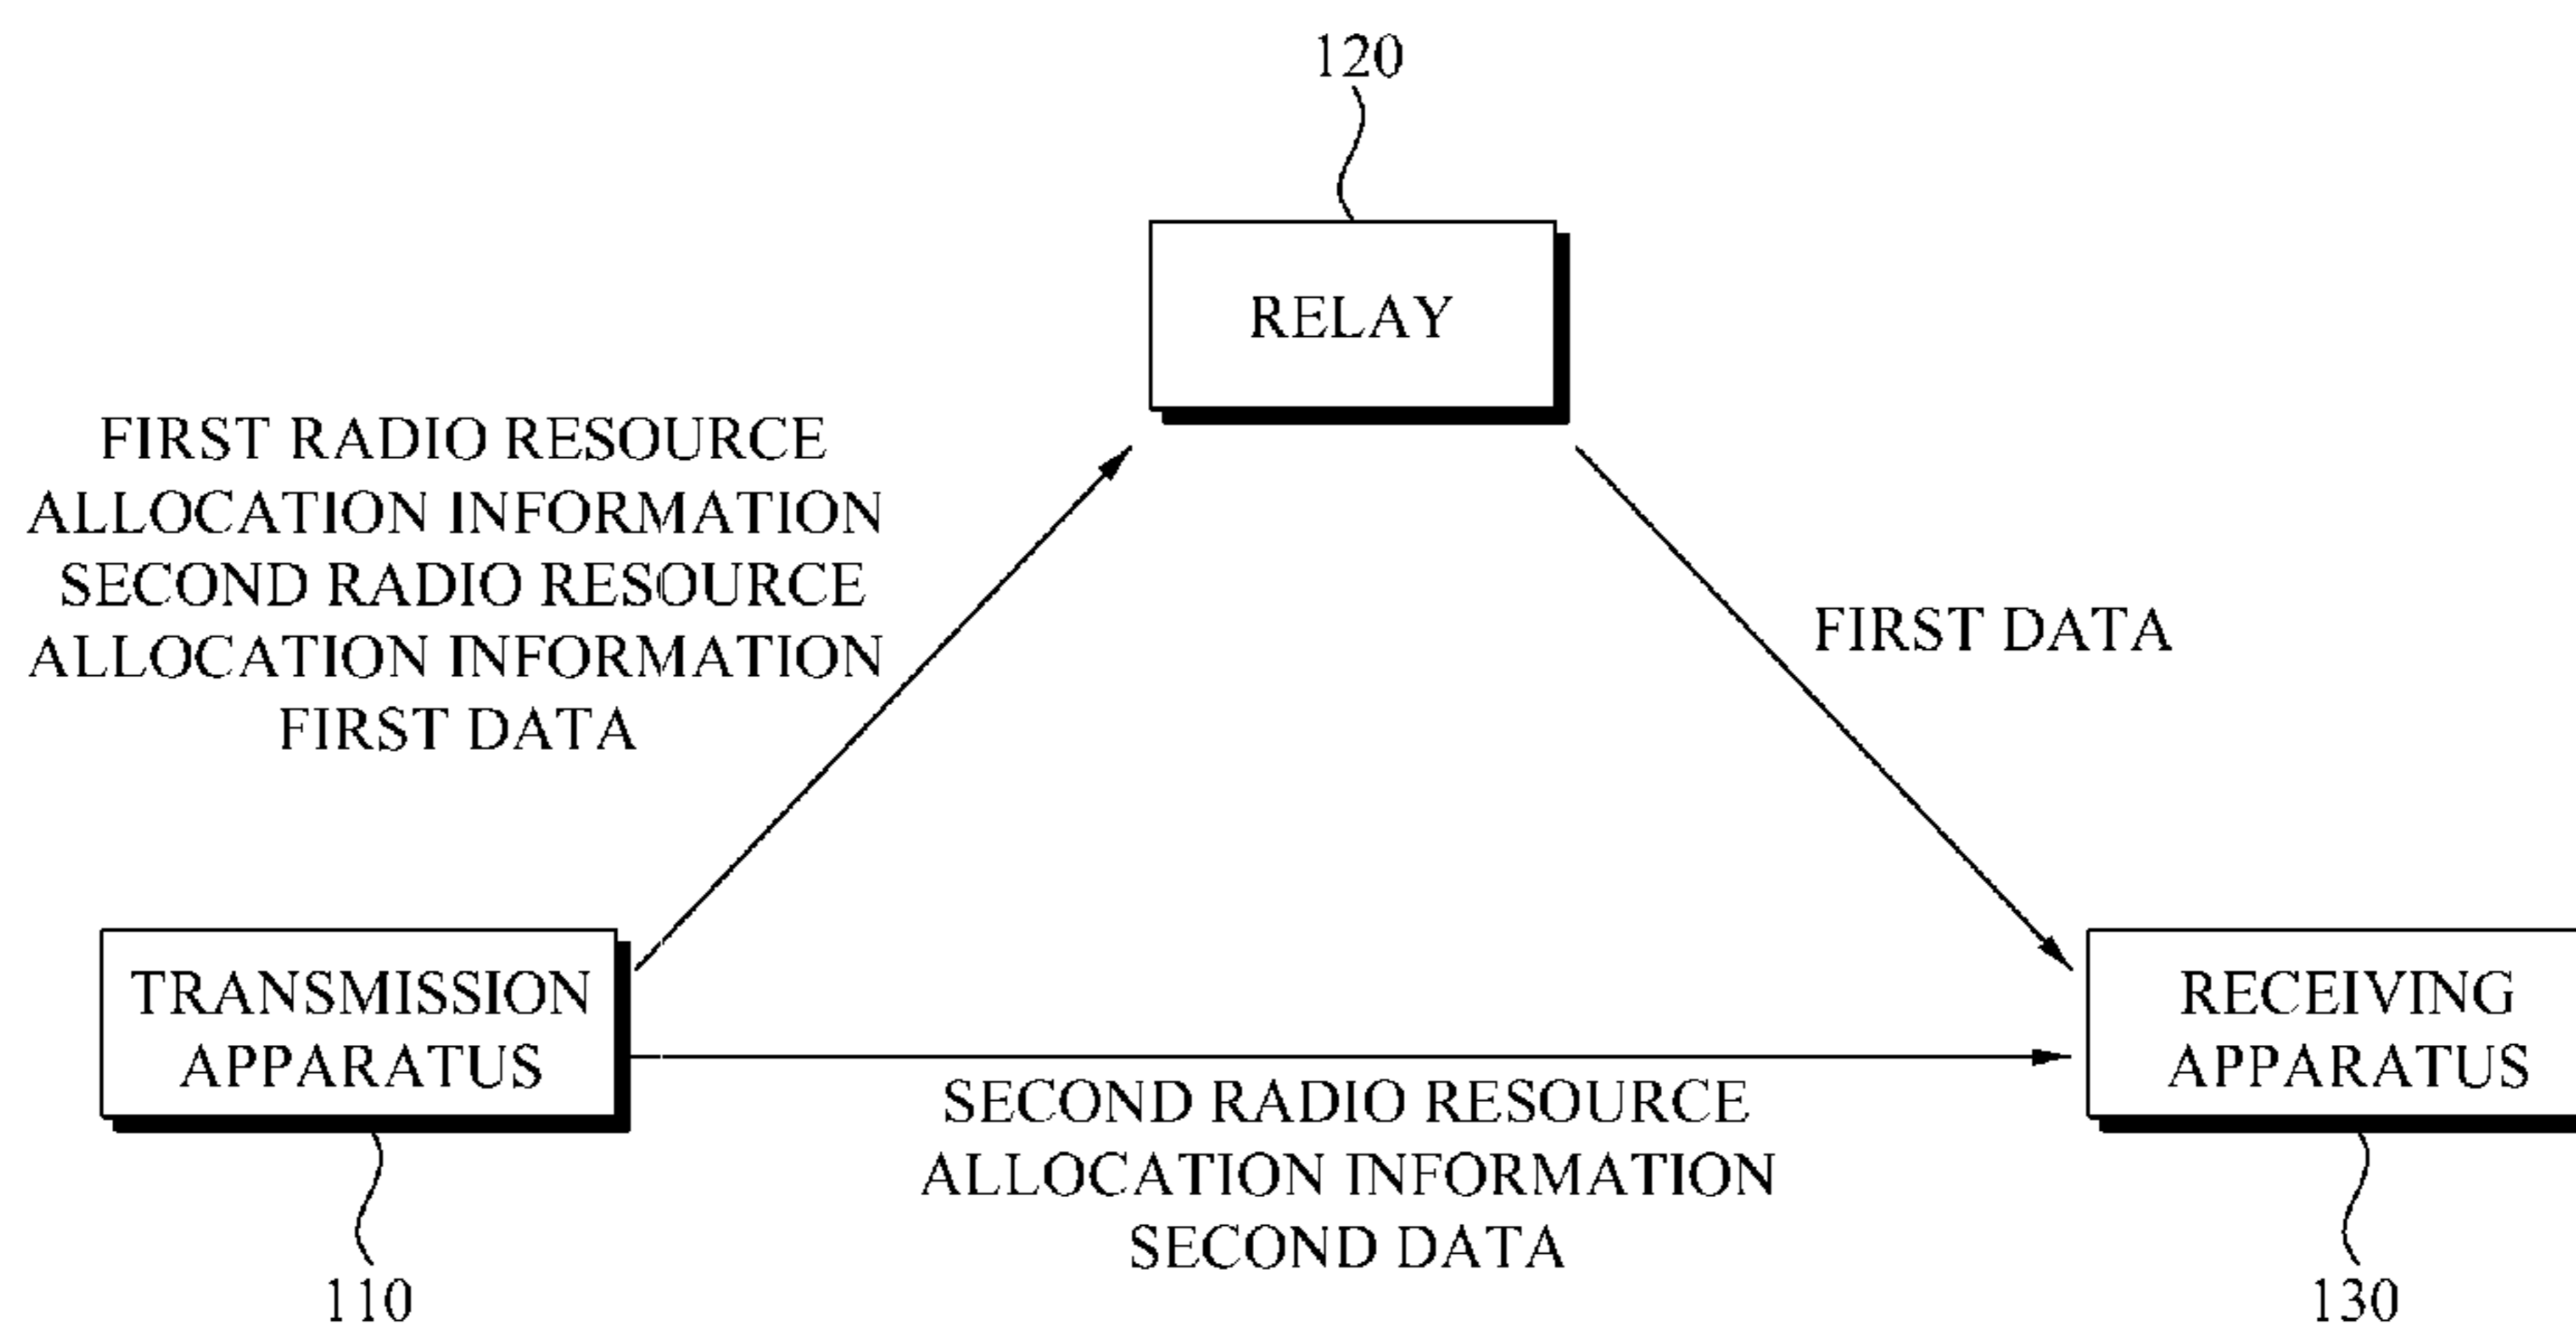 120
RELAY
FIRST RADIO RESOURCE
ALLOCATION INFORMATION
SECOND RADIO RESOURCE
ALLOCATION INFORMATION
FIRST DATA
FIRST DATA
TRANSMISSION
APPARATUS
RECEIVING
APPARATUS
SECOND RADIO RESOURCE
ALLOCATION INFORMATION
SECOND DATA
110
130